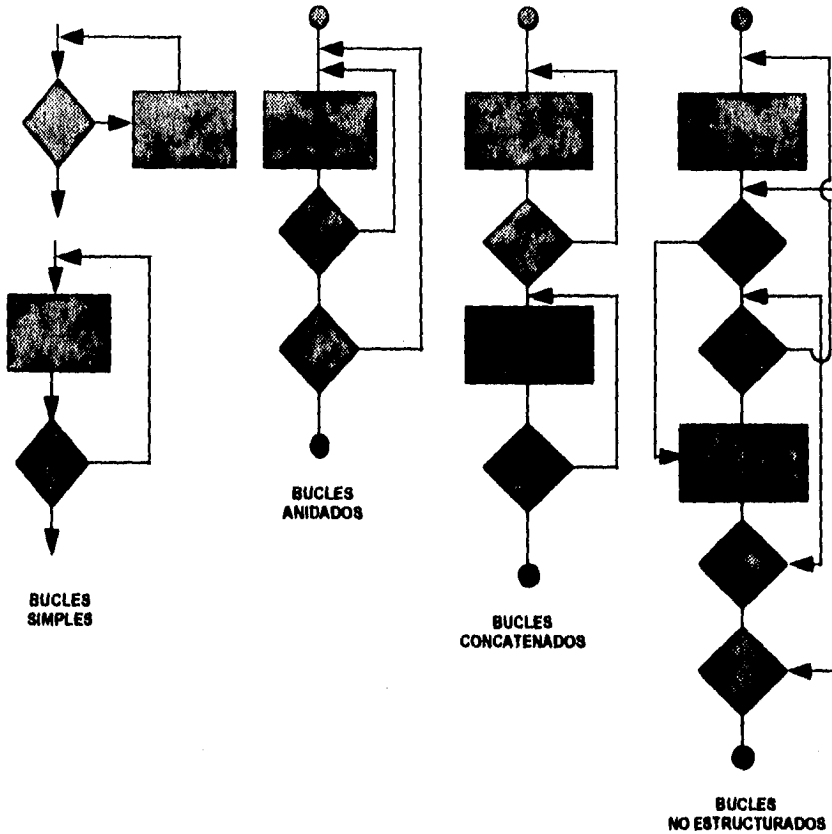 BUCLES
SIMPLES
BUCLES
ANIDADOS
BUCLES
CONCATENADOS
BUCLES
NO ESTRUCTURADOS